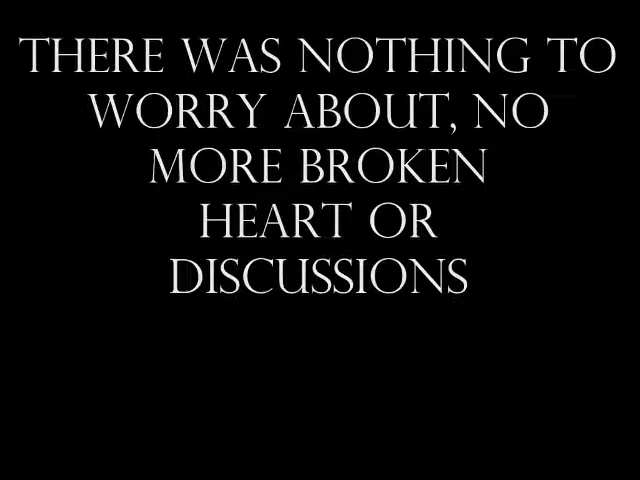 THERE WAS NOTHING TO
WORRY ABOUT, NO
MORE BROKEN
HEART OR
DISCUSSIONS